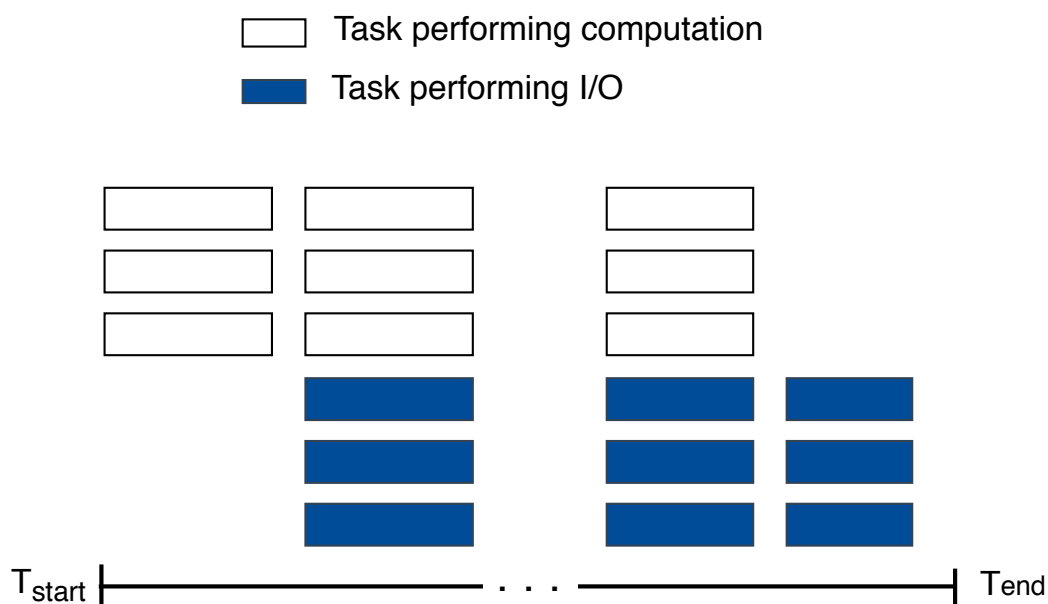 Task performing computation
Task performing I/O
Tstart . . . Tend